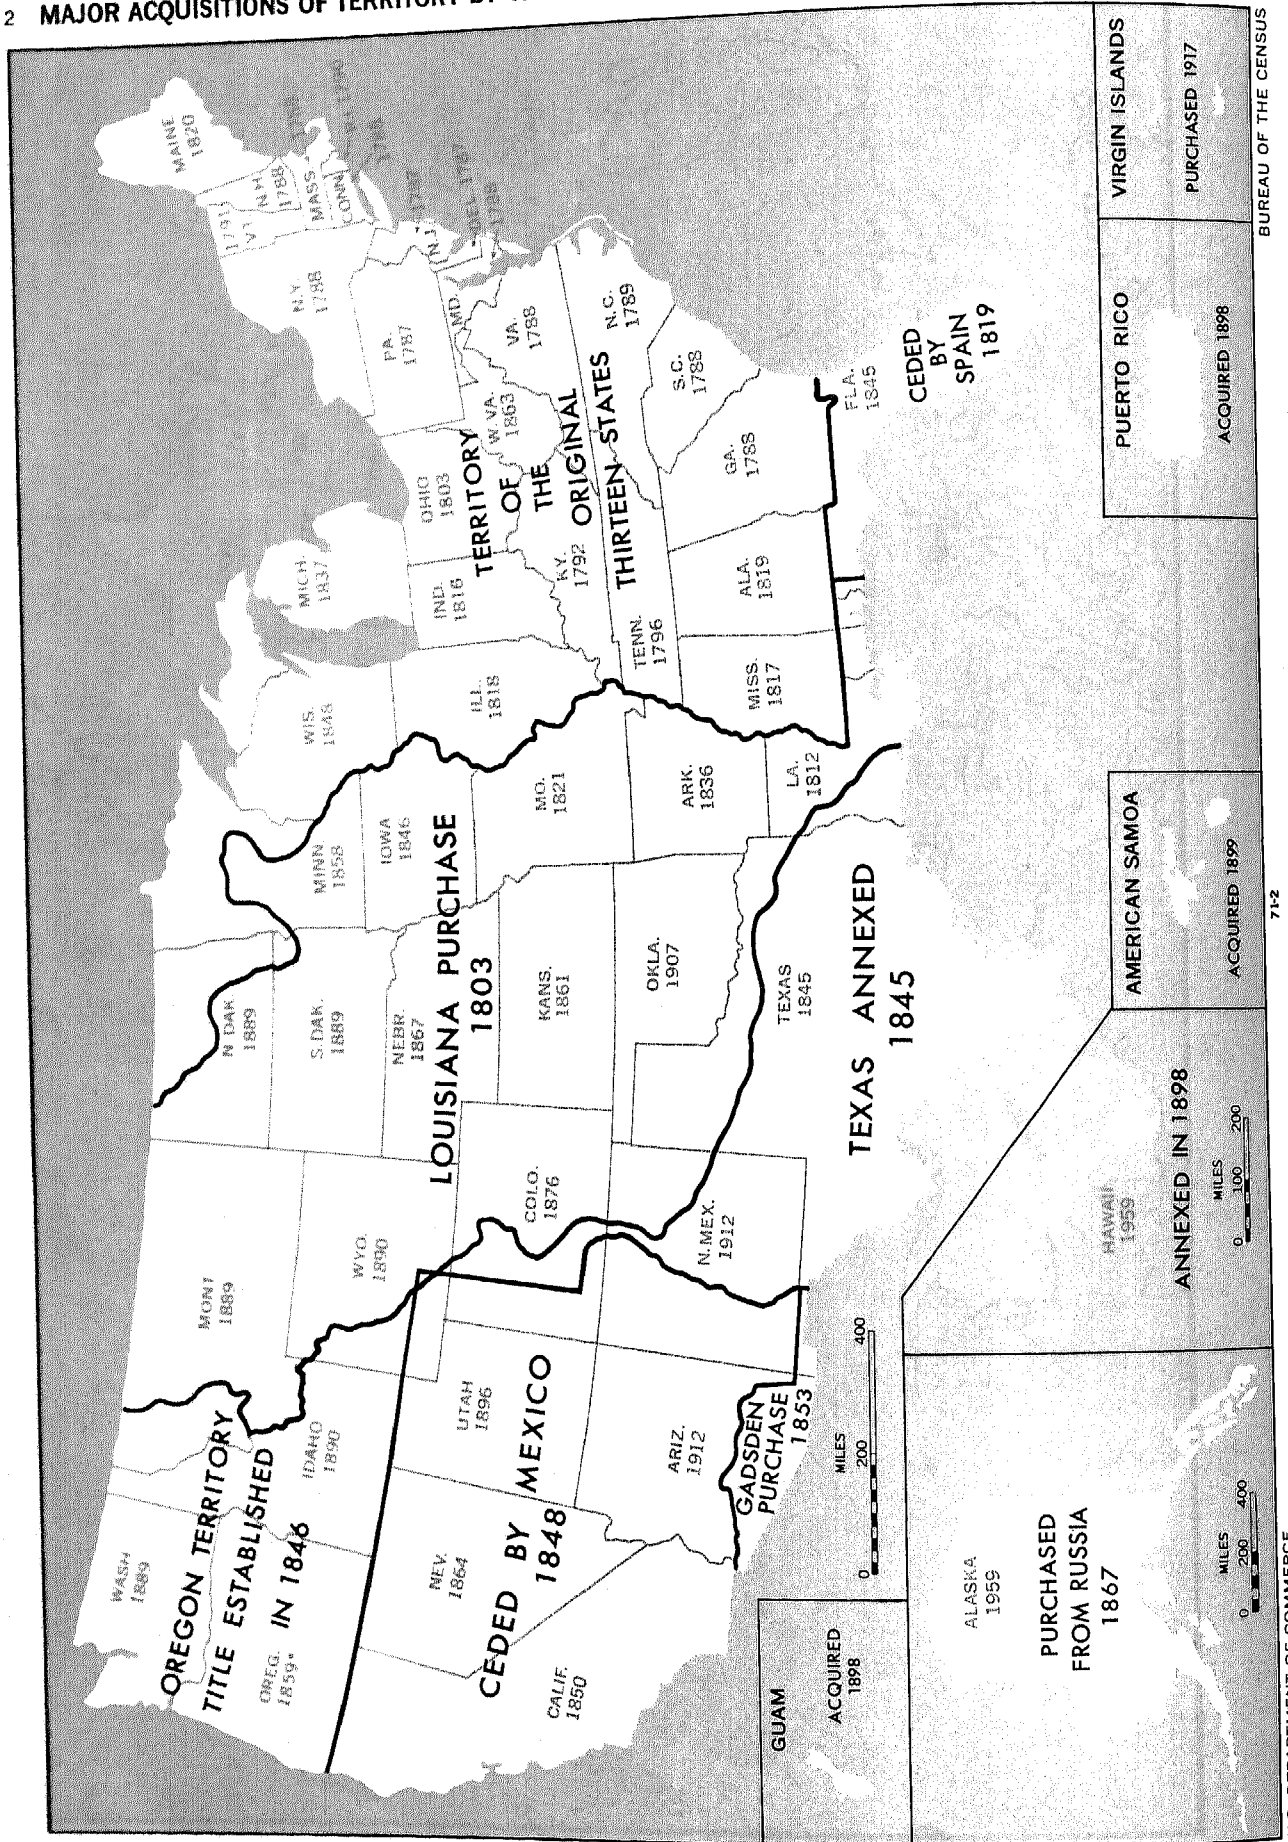 2 MAJOR ACQUISITIONS OF TERRITORY BY
WASH
1889
OREGON TERRITORY
TITLE ESTABLISHED
IN 1846
OREG.
1859
IDAHO
1890
MONT
1889
WYO.
1890
N DAK
1889
S. DAK.
1889
NEBR.
1867
MINN
1858
IOWA
1846
WIS.
1848
MICH.
1837
LOUISIANA PURCHASE
1803
KANS.
1861
MO.
1821
ILL.
1818
IND.
1816
OHIO
1803
PA.
1787
N.Y.
1788
1791
VT
N.H.
1788
MAINE
1820
MASS
CONN
N.J.
MD.
TERRITORY
OF
THE
ORIGINAL
THIRTEEN STATES
W.VA.
1863
VA.
1788
KY.
1792
N.C.
1789
TENN.
1796
S.C.
1788
GA.
1788
ALA.
1819
MISS.
1817
FLA.
1845
CEDED
BY
SPAIN
1819
CEDED BY MEXICO
1848
CALIF.
1850
NEV.
1864
UTAH
1896
COLO.
1876
ARIZ.
1912
N.MEX.
1912
GADSDEN
PURCHASE
1853
OKLA.
1907
ARK.
1836
LA.
1812
TEXAS
1845
TEXAS ANNEXED
1845
MILES
0 200 400
GUAM
ACQUIRED
1898
ALASKA
1959
PURCHASED
FROM RUSSIA
1867
MILES
0 200 400
HAWAII
1959
ANNEXED IN 1898
MILES
0 100 200
AMERICAN SAMOA
ACQUIRED 1899
PUERTO RICO
ACQUIRED 1898
VIRGIN ISLANDS
PURCHASED 1917
DEPARTMENT OF COMMERCE
71-2
BUREAU OF THE CENSUS